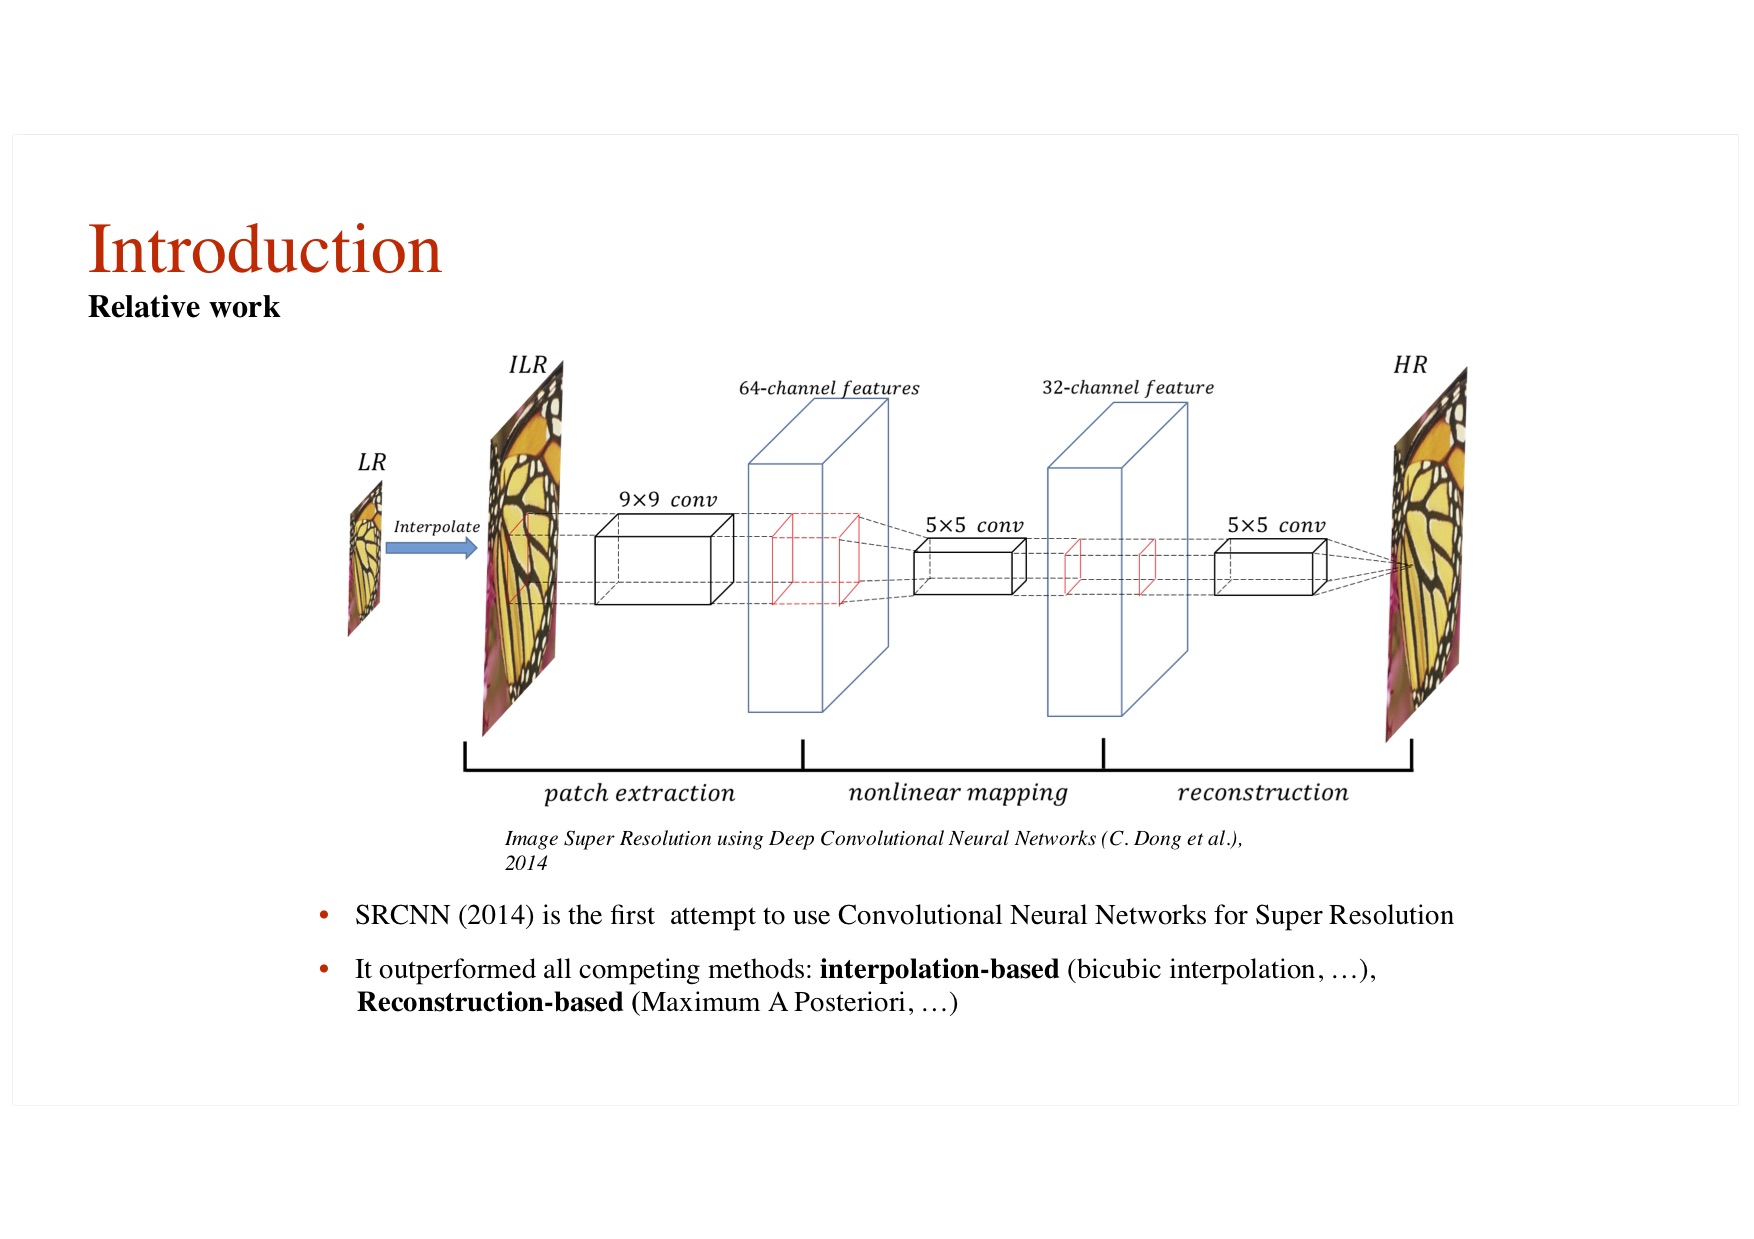 Introduction
Relative work
ILR
HR
64-channel features
32-channel feature
LR
9×9 conv
Interpolate
5×5 conv
5×5 conv
patch extraction
nonlinear mapping
reconstruction
Image Super Resolution using Deep Convolutional Neural Networks (C. Dong et al.),
2014
• SRCNN (2014) is the first attempt to use Convolutional Neural Networks for Super Resolution
• It outperformed all competing methods: interpolation-based (bicubic interpolation, …),
Reconstruction-based (Maximum A Posteriori, …)